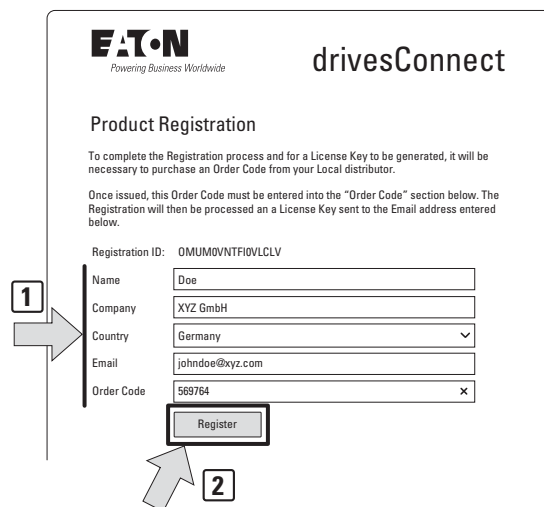 EATON
Powering Business Worldwide
drivesConnect
Product Registration
To complete the Registration process and for a License Key to be generated, it will be
necessary to purchase an Order Code from your Local distributor.
Once issued, this Order Code must be entered into the “Order Code” section below. The
Registration will then be processed an a License Key sent to the Email address entered
below.
Registration ID: OMUM0VNTFI0VLCLV
Name Doe
1
Company XYZ GmbH
Country Germany
Email johndoe@xyz.com
Order Code 569764 ×
Register
2